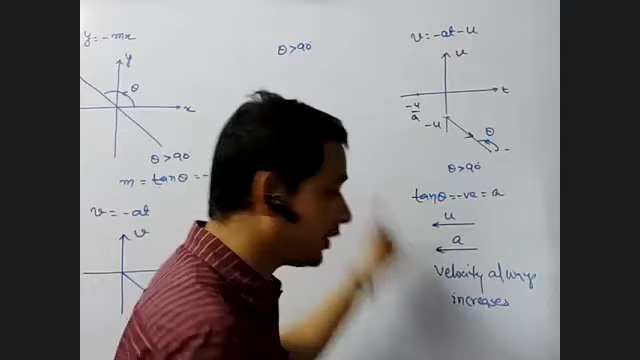 y = -mx
y
θ
x
θ > 90°
m = tanθ = -
v = -at
v
θ > 90°
v = -at - u
v
t
-u/a
-u
θ
θ > 90°
tanθ = -ve = a
u
a
velocity always
increases